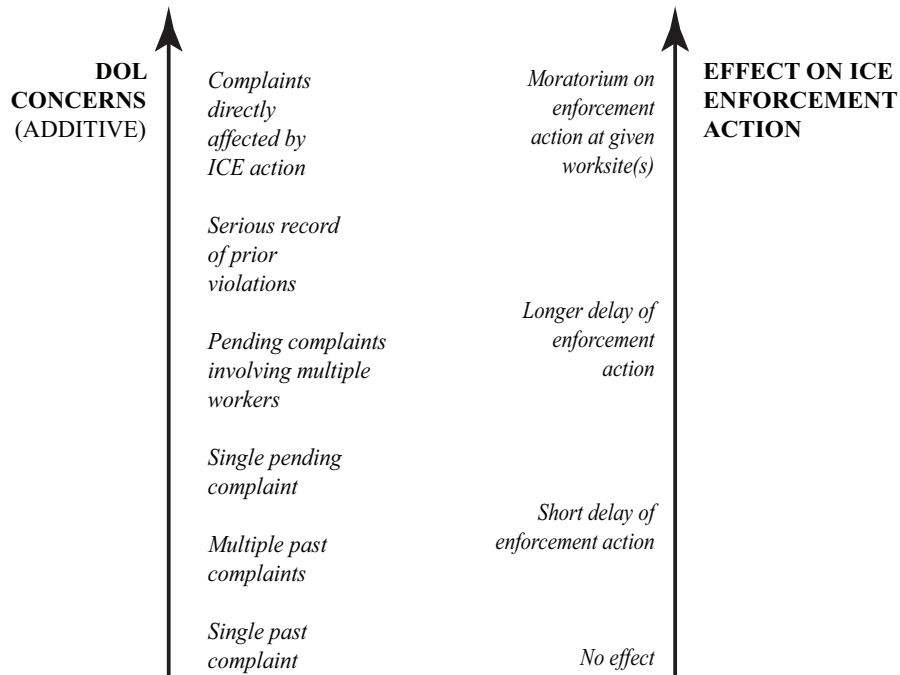 DOL
CONCERNS
(ADDITIVE)
Complaints
directly
affected by
ICE action
Serious record
of prior
violations
Pending complaints
involving multiple
workers
Single pending
complaint
Multiple past
complaints
Single past
complaint
Moratorium on
enforcement
action at given
worksite(s)
Longer delay of
enforcement
action
Short delay of
enforcement action
No effect
EFFECT ON ICE
ENFORCEMENT
ACTION